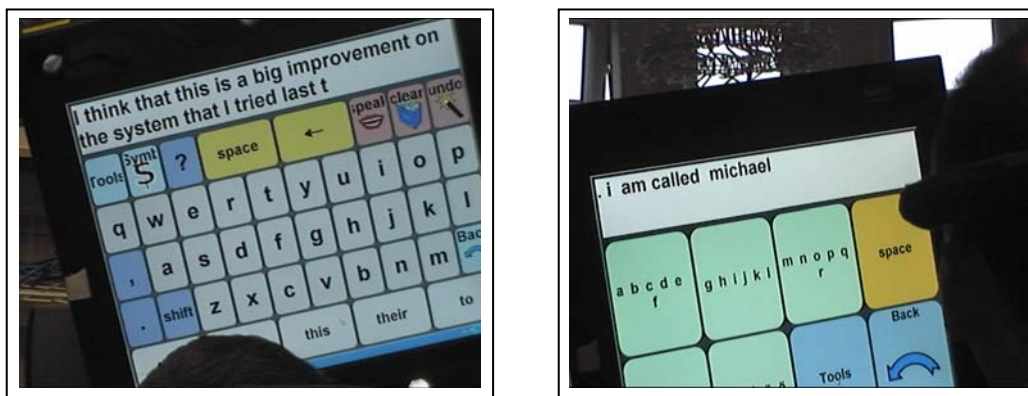 I think that this is a big improvement on
the system that I tried last t
Tools Symb S ? space ← speak clear undo
q w e r t y u i o p
, a s d f g h j k l
. shift z x c v b n m Back
this their to
. i am called michael
a b c d e f
g h i j k l
m n o p q r
space
Tools
Back